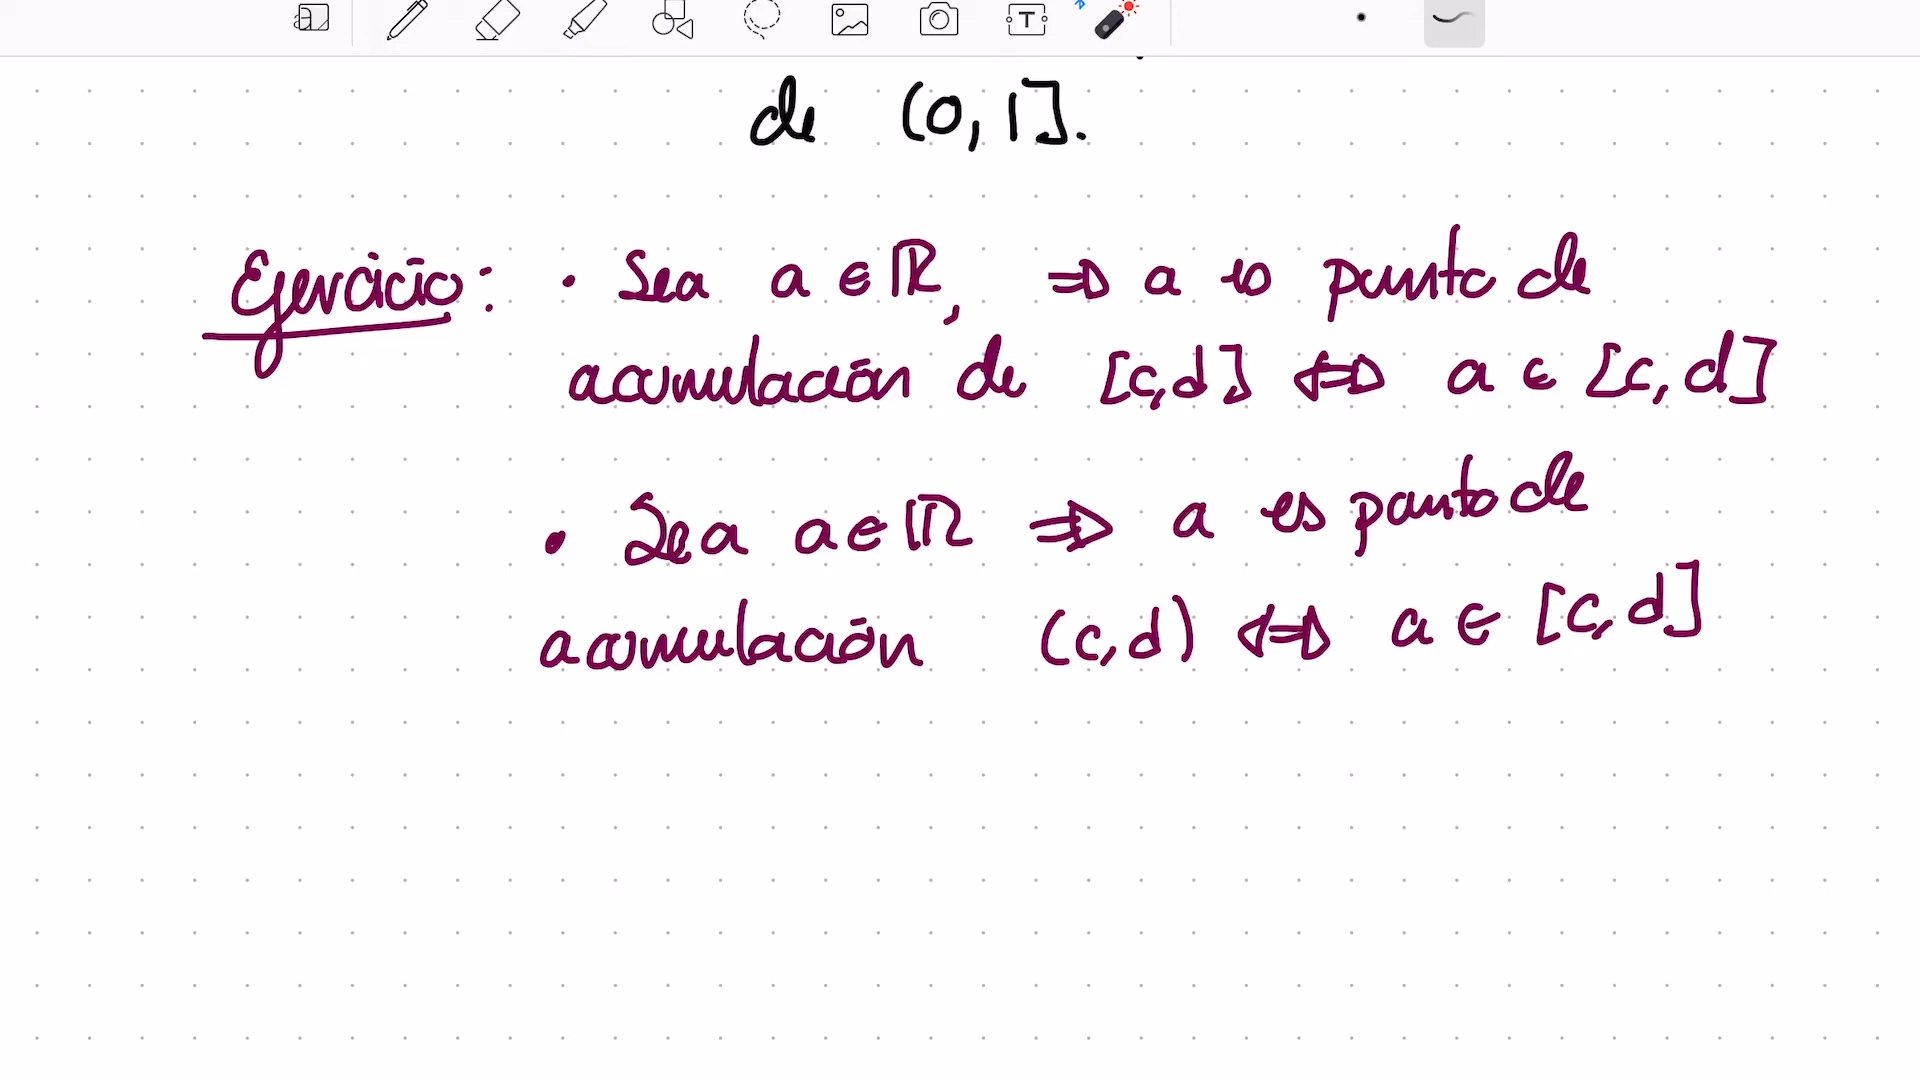 de (0, 1].
Ejercicio: • Sea a ∈ ℝ, ⇒ a es punto de
acumulación de [c,d] ⇔ a ∈ [c, d]
• Sea a ∈ ℝ ⇒ a es punto de
acumulación (c,d) ⇔ a ∈ [c, d]